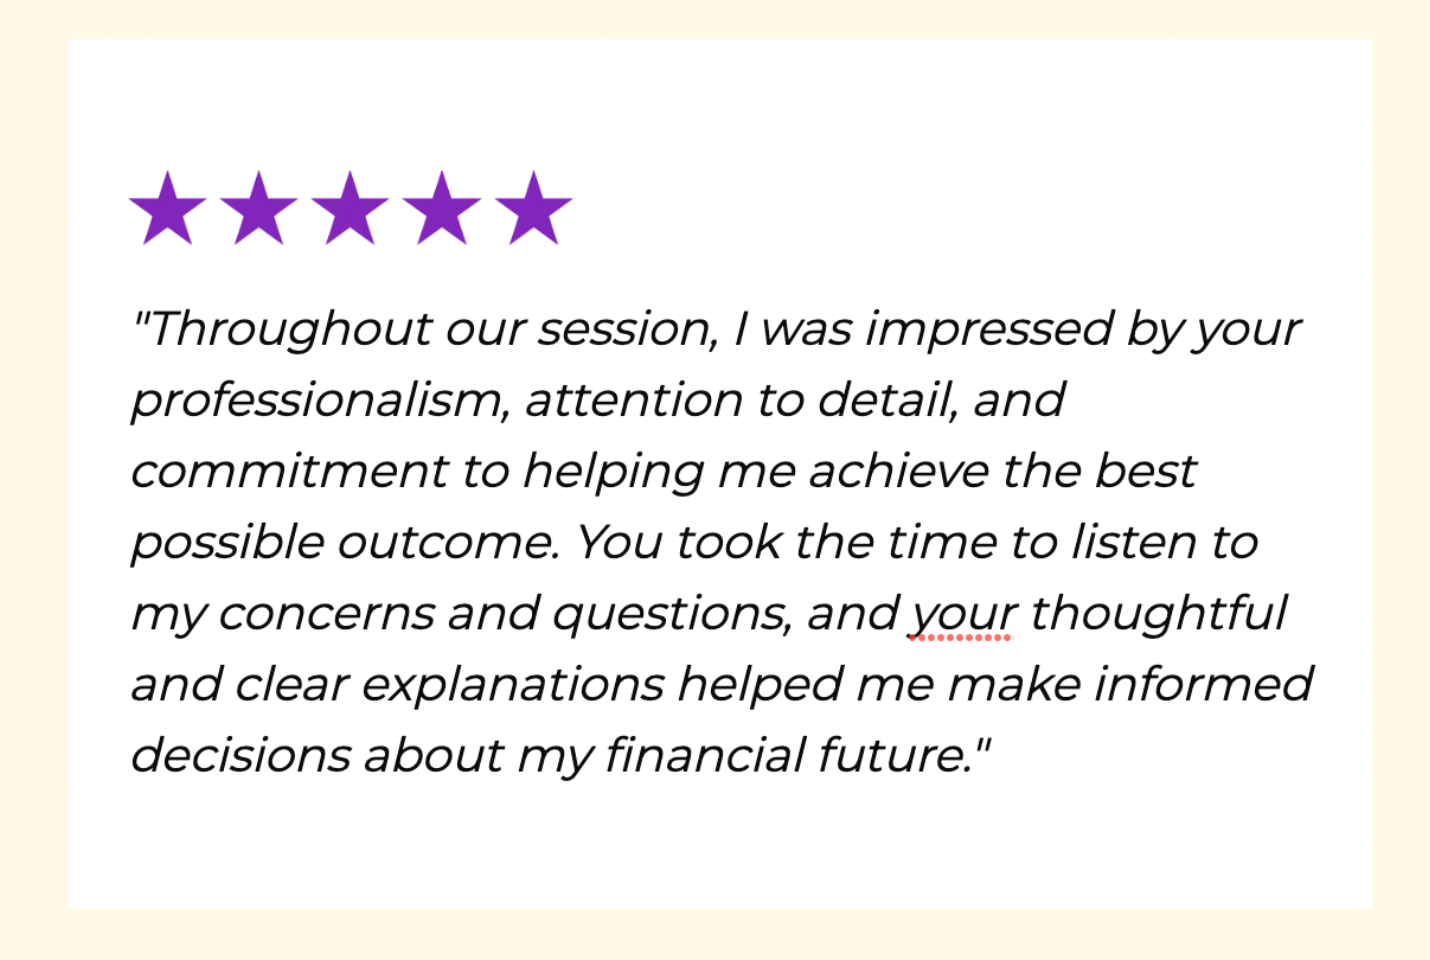 "Throughout our session, I was impressed by your
professionalism, attention to detail, and
commitment to helping me achieve the best
possible outcome. You took the time to listen to
my concerns and questions, and your thoughtful
and clear explanations helped me make informed
decisions about my financial future."